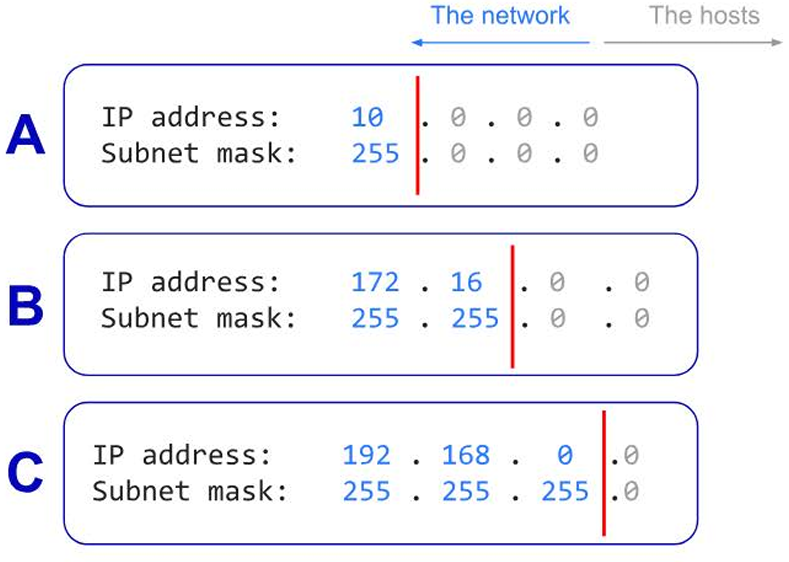 The network The hosts
A
IP address: 10 . 0 . 0 . 0
Subnet mask: 255 . 0 . 0 . 0
B
IP address: 172 . 16 . 0 . 0
Subnet mask: 255 . 255 . 0 . 0
C
IP address: 192 . 168 . 0 .0
Subnet mask: 255 . 255 . 255 .0